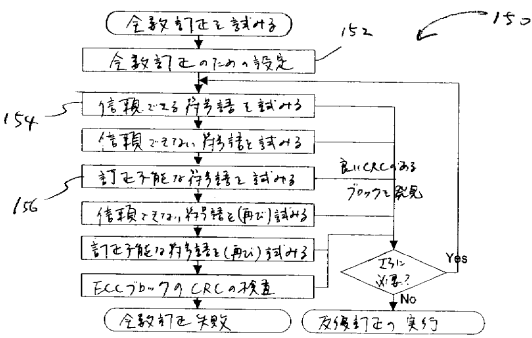 全数訂正を試みる
150
全数訂正のための設定
152
信頼できる符号語を試みる
154
信頼できない符号語を試みる
訂正不能な符号語を試みる
156
良いCRCのある
ブロックを発見
信頼できない符号語を(再び)試みる
訂正不能な符号語を(再び)試みる
ECCブロックのCRCの検査
さらに
必要?
Yes
No
全数訂正失敗
反復訂正の実行